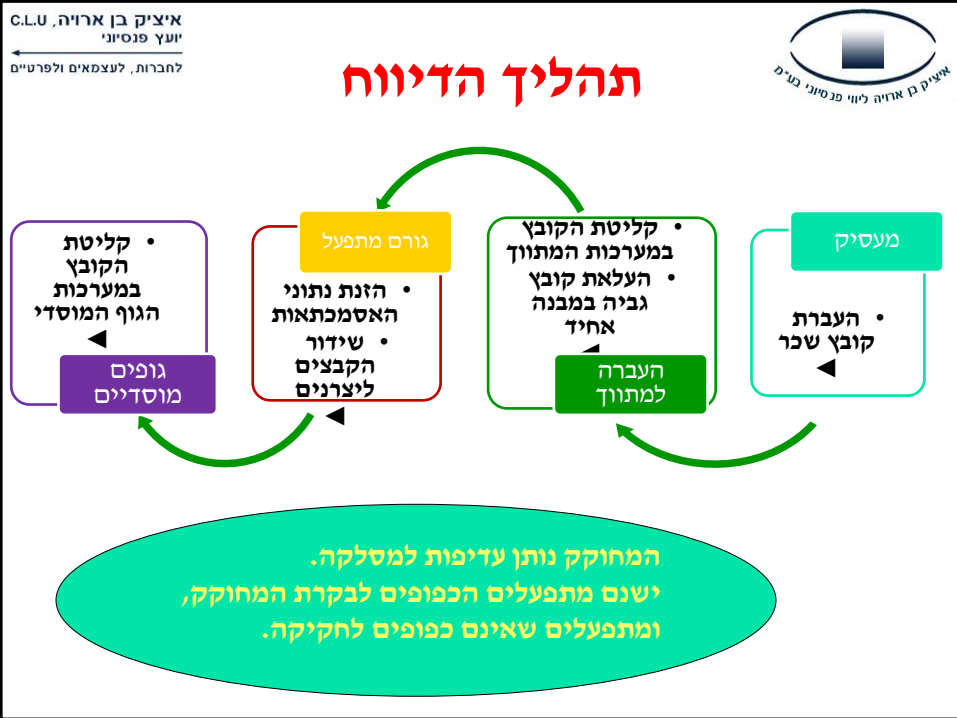 איציק בן ארויה, C.L.U
יועץ פנסיוני
לחברות, לעצמאים ולפרטיים
איציק בן ארויה ליווי פנסיוני בע"מ
תהליך הדיווח
מעסיק
• העברת
קובץ שכר
• קליטת הקובץ
במערכות המתווך
• העלאת קובץ
גביה במבנה
אחיד
העברה
למתווך
גורם מתפעל
• הזנת נתוני
האסמכתאות
• שידור
הקבצים
ליצרנים
• קליטת
הקובץ
במערכות
הגוף המוסדי
גופים
מוסדיים
המחוקק נותן עדיפות למסלקה.
ישנם מתפעלים הכפופים לבקרת המחוקק,
ומתפעלים שאינם כפופים לחקיקה.